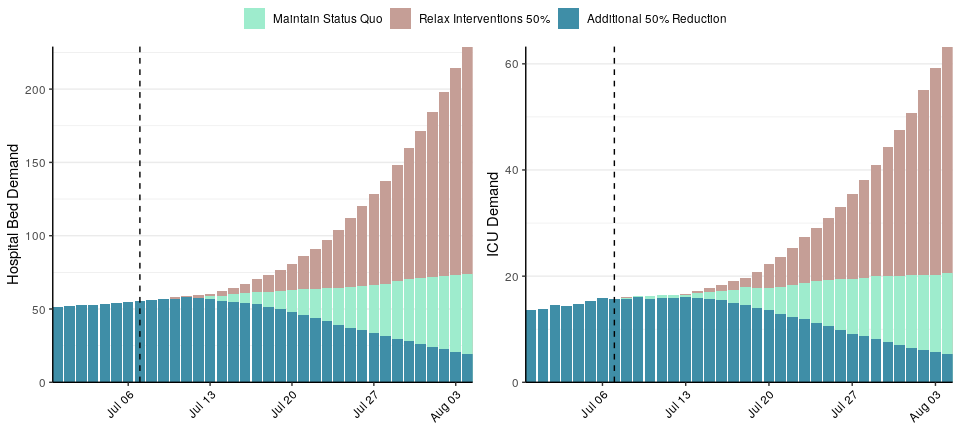 Maintain Status Quo Relax Interventions 50% Additional 50% Reduction
Hospital Bed Demand
200
150
100
50
0
Jul 06 Jul 13 Jul 20 Jul 27 Aug 03
ICU Demand
60
40
20
0
Jul 06 Jul 13 Jul 20 Jul 27 Aug 03